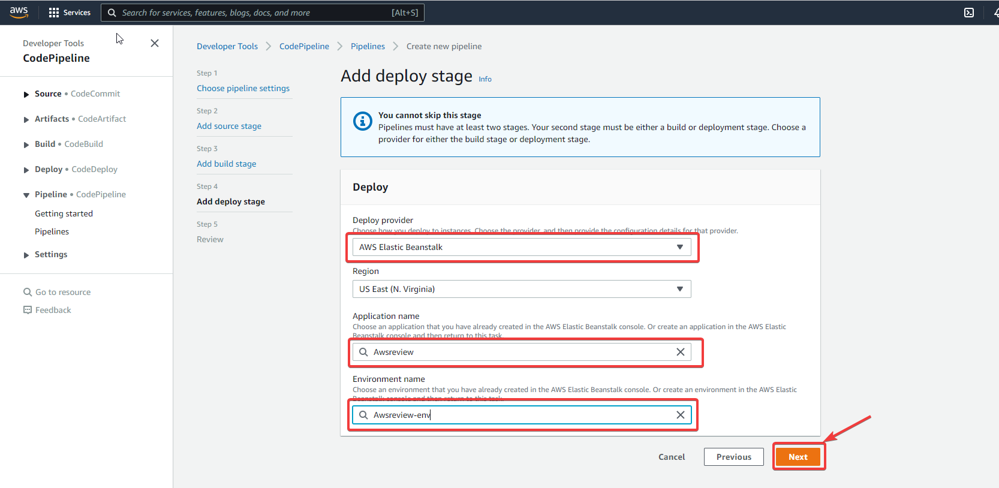 aws
Services
Search for services, features, blogs, docs, and more
[Alt+S]
Developer Tools
CodePipeline
Source • CodeCommit
Artifacts • CodeArtifact
Build • CodeBuild
Deploy • CodeDeploy
Pipeline • CodePipeline
Getting started
Pipelines
Settings
Go to resource
Feedback
Developer Tools
CodePipeline
Pipelines
Create new pipeline
Step 1
Choose pipeline settings
Step 2
Add source stage
Step 3
Add build stage
Step 4
Add deploy stage
Step 5
Review
Add deploy stage Info
You cannot skip this stage
Pipelines must have at least two stages. Your second stage must be either a build or deployment stage. Choose a
provider for either the build stage or deployment stage.
Deploy
Deploy provider
Choose how you deploy to instances. Choose the provider, and then provide the configuration details for that provider.
AWS Elastic Beanstalk
Region
US East (N. Virginia)
Application name
Choose an application that you have already created in the AWS Elastic Beanstalk console. Or create an application in the AWS Elastic
Beanstalk console and then return to this task.
Awsreview
Environment name
Choose an environment that you have already created in the AWS Elastic Beanstalk console. Or create an environment in the AWS Elastic
Beanstalk console and then return to this task.
Awsreview-env
Cancel
Previous
Next